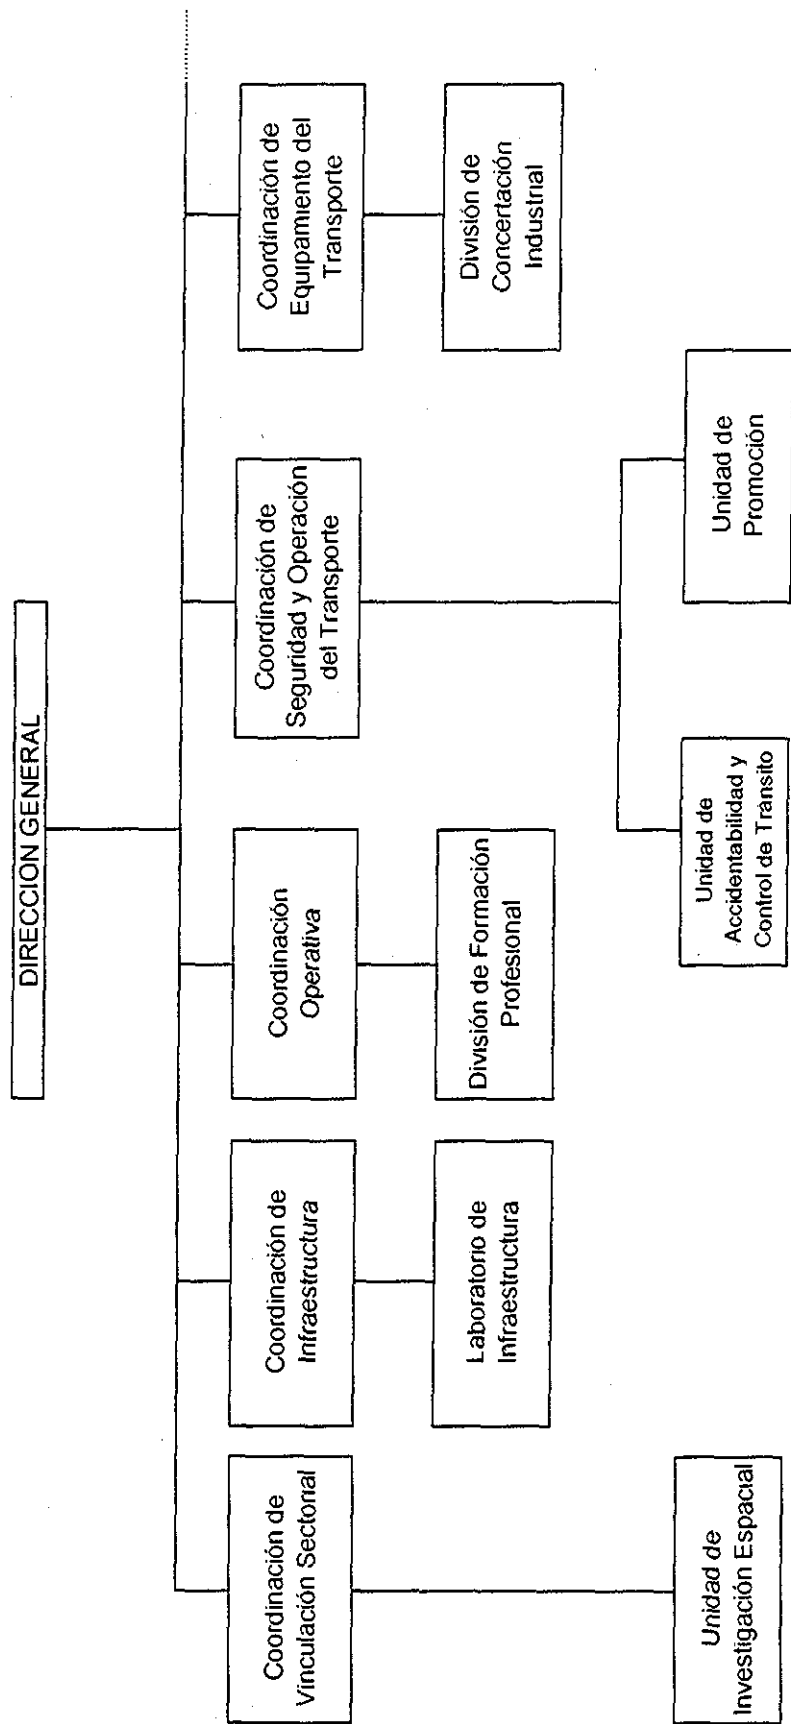 DIRECCION GENERAL
Coordinación de
Vinculación Sectorial
Coordinación de
Infraestructura
Coordinación
Operativa
Coordinación de
Seguridad y Operación
del Transporte
Coordinación de
Equipamiento del
Transporte
Laboratorio de
Infraestructura
División de Formación
Profesional
División de
Concertación
Industrial
Unidad de
Investigación Espacial
Unidad de
Accidentabilidad y
Control de Tránsito
Unidad de
Promoción